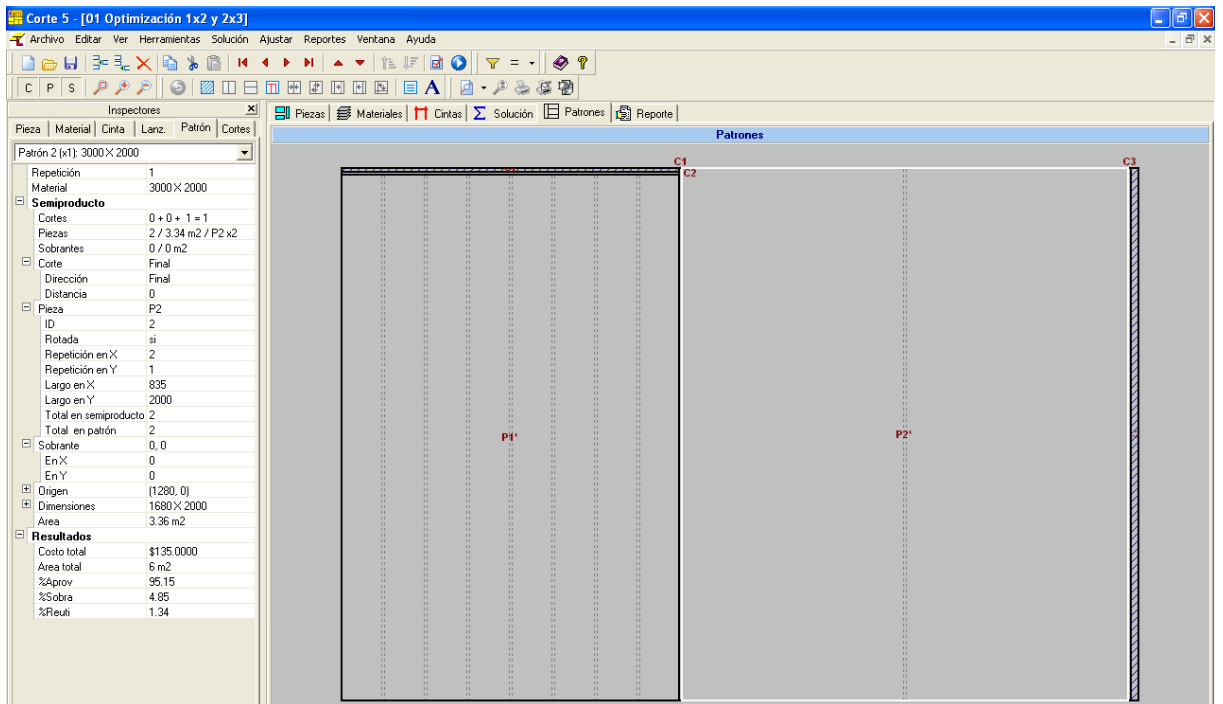 Corte 5 - [01 Optimización 1x2 y 2x3]
Archivo Editar Ver Herramientas Solución Ajustar Reportes Ventana Ayuda
C P S
Inspectores
Pieza Material Cinta Lanz. Patrón Cortes
Patrón 2 (x1): 3000 X 2000
Repetición 1
Material 3000 X 2000
Semiproducto
Cortes 0 + 0 + 1 = 1
Piezas 2 / 3.34 m2 / P2 x2
Sobrantes 0 / 0 m2
Corte Final
Dirección Final
Distancia 0
Pieza P2
ID 2
Rotada si
Repetición en X 2
Repetición en Y 1
Largo en X 835
Largo en Y 2000
Total en semiproducto 2
Total en patrón 2
Sobrante 0, 0
En X 0
En Y 0
Origen (1280, 0)
Dimensiones 1680 X 2000
Area 3.36 m2
Resultados
Costo total $135.0000
Area total 6 m2
%Aprov 95.15
%Sobra 4.85
%Reuti 1.34
Piezas Materiales Cintas Solución Patrones Reporte
Patrones
C1
C2
C3
P1*
P2*